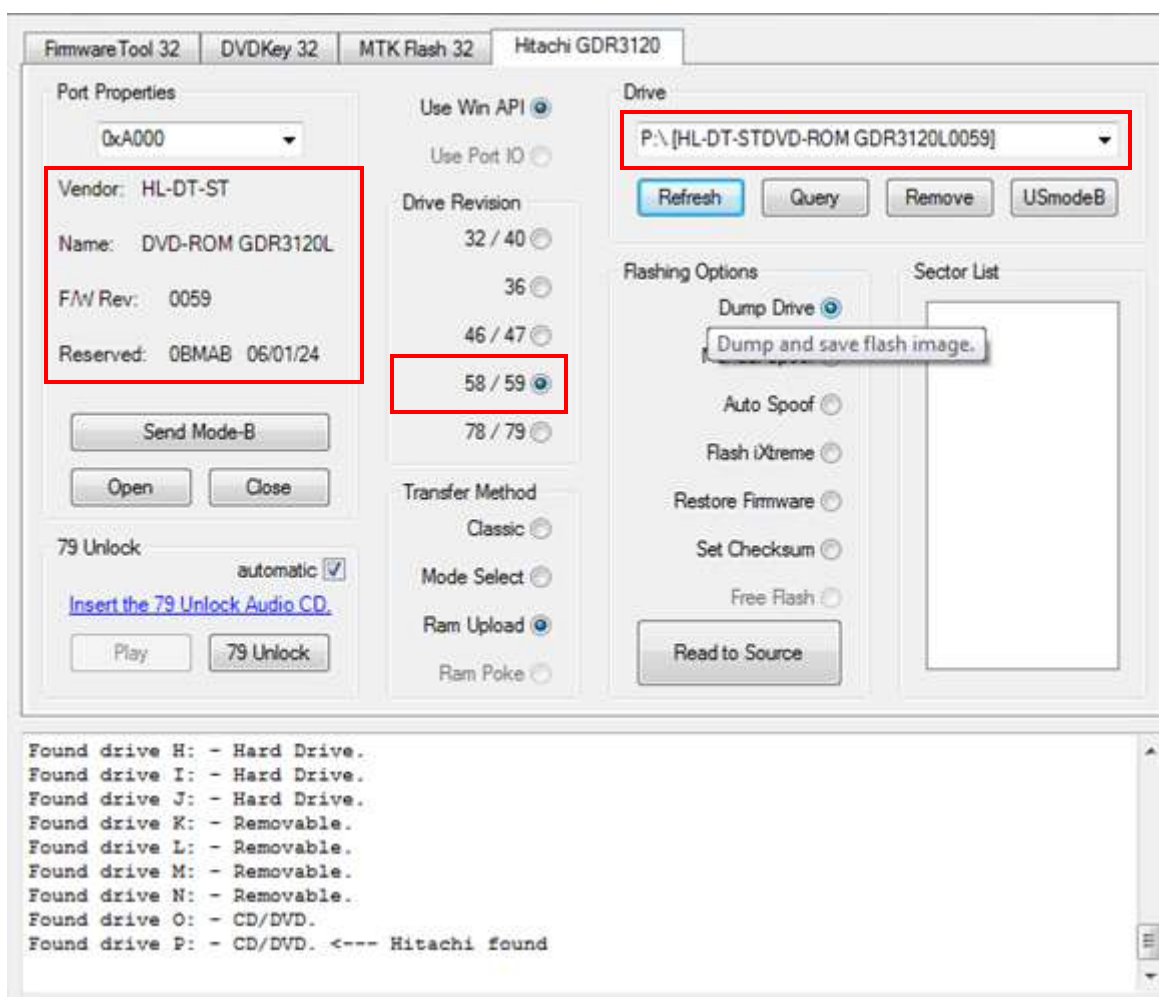 FirmwareTool 32 DVDKey 32 MTK Flash 32 Hitachi GDR3120
Port Properties
0xA000
Vendor: HL-DT-ST
Name: DVD-ROM GDR3120L
F/W Rev: 0059
Reserved: 0BMAB 06/01/24
Send Mode-B
Open Close
79 Unlock
automatic
Insert the 79 Unlock Audio CD.
Play 79 Unlock
Use Win API
Use Port IO
Drive Revision
32 / 40
36
46 / 47
58 / 59
78 / 79
Transfer Method
Classic
Mode Select
Ram Upload
Ram Poke
Drive
P:\ [HL-DT-STDVD-ROM GDR3120L0059]
Refresh Query Remove USmodeB
Flashing Options
Dump Drive
Dump and save flash image.
Auto Spoof
Flash iXtreme
Restore Firmware
Set Checksum
Free Flash
Read to Source
Sector List
Found drive H: - Hard Drive.
Found drive I: - Hard Drive.
Found drive J: - Hard Drive.
Found drive K: - Removable.
Found drive L: - Removable.
Found drive M: - Removable.
Found drive N: - Removable.
Found drive O: - CD/DVD.
Found drive P: - CD/DVD. <--- Hitachi found